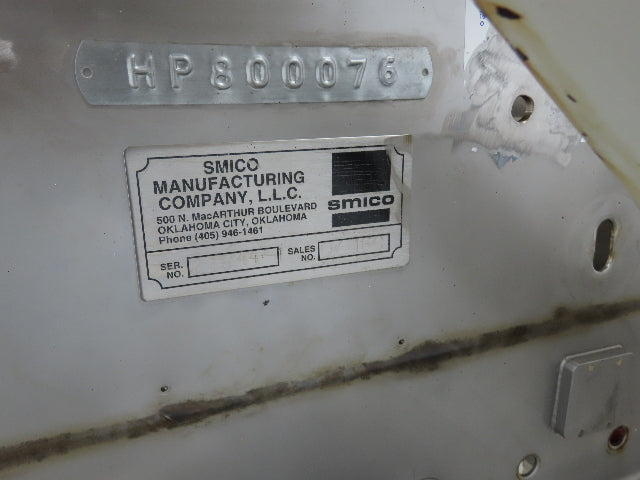 HP800076
SMICO
MANUFACTURING
COMPANY, L.L.C.
500 N. MacARTHUR BOULEVARD
OKLAHOMA CITY, OKLAHOMA
Phone (405) 946-1461
SMICO
SER. NO.
SALES NO.